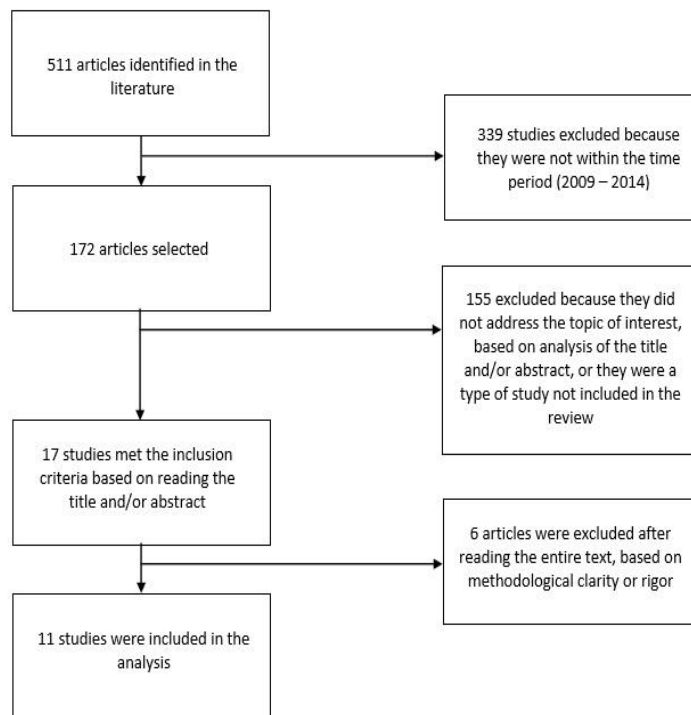 511 articles identified in the
literature
339 studies excluded because
they were not within the time
period (2009 – 2014)
172 articles selected
155 excluded because they did
not address the topic of interest,
based on analysis of the title
and/or abstract, or they were a
type of study not included in the
review
17 studies met the inclusion
criteria based on reading the
title and/or abstract
6 articles were excluded after
reading the entire text, based on
methodological clarity or rigor
11 studies were included in the
analysis